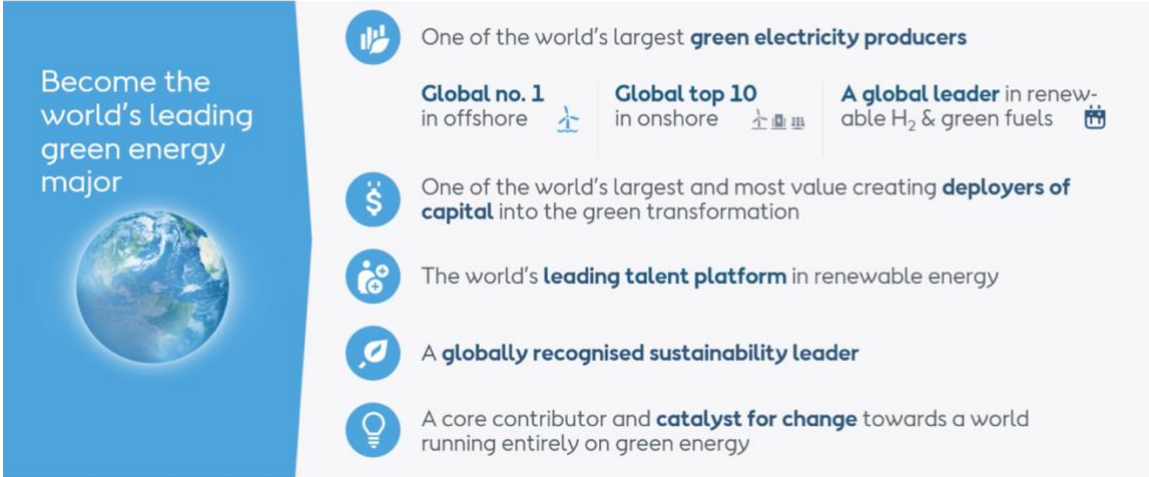 Become the
world's leading
green energy
major
One of the world's largest green electricity producers
Global no. 1
in offshore
Global top 10
in onshore
A global leader in renew-
able H₂ & green fuels
One of the world's largest and most value creating deployers of
capital into the green transformation
The world's leading talent platform in renewable energy
A globally recognised sustainability leader
A core contributor and catalyst for change towards a world
running entirely on green energy